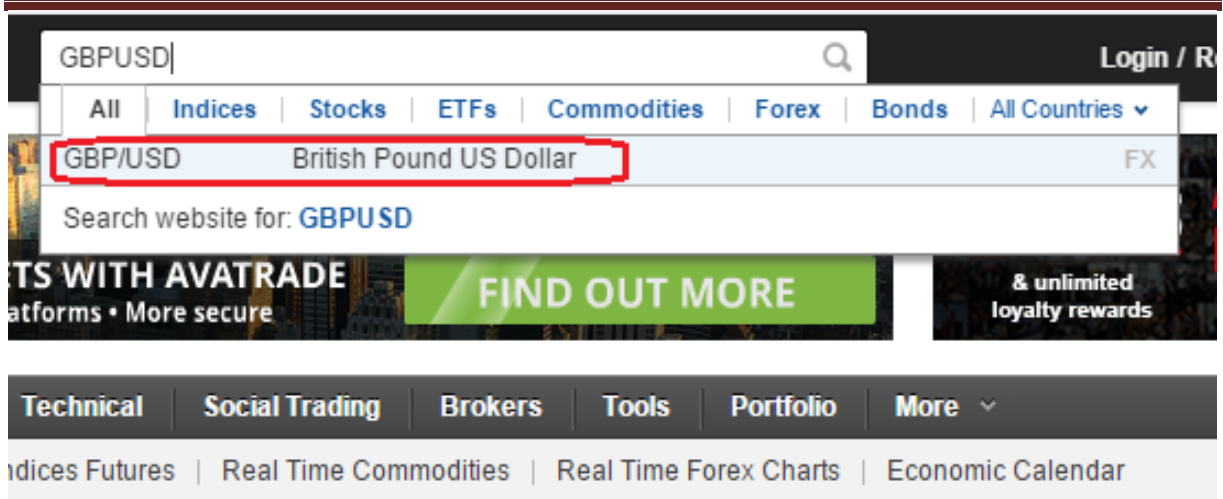 GBPUSD
Login / R
All | Indices | Stocks | ETFs | Commodities | Forex | Bonds | All Countries
GBP/USD British Pound US Dollar FX
Search website for: GBPUSD
ETS WITH AVATRADE
atforms • More secure
FIND OUT MORE
& unlimited
loyalty rewards
Technical Social Trading Brokers Tools Portfolio More
ndices Futures | Real Time Commodities | Real Time Forex Charts | Economic Calendar